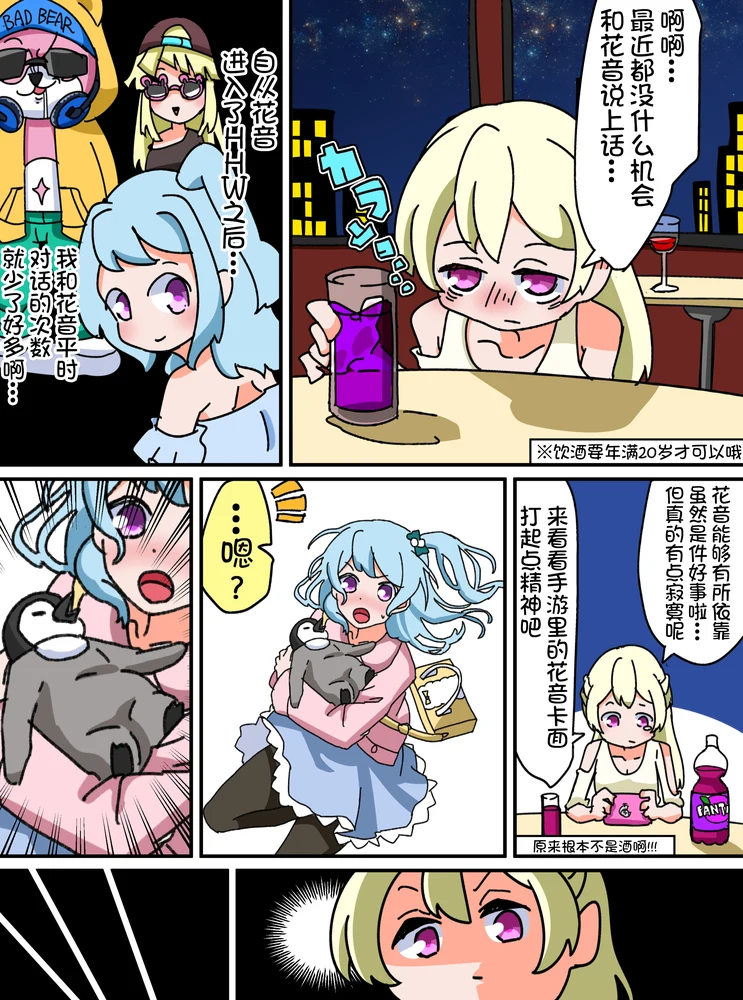 啊啊…
最近都没什么机会
和花音说上话…
カラッ…
※饮酒要年满20岁才可以哦
BAD BEAR
自从花音
进入了HHW之后…
我和花音平时
对话的次数
就少了好多啊…
花音能够有所依靠
虽然是件好事啦…
但真的有点寂寞呢
来看看手游里的花音卡面
打起点精神吧
FANT
原来根本不是酒啊!!!
…嗯？